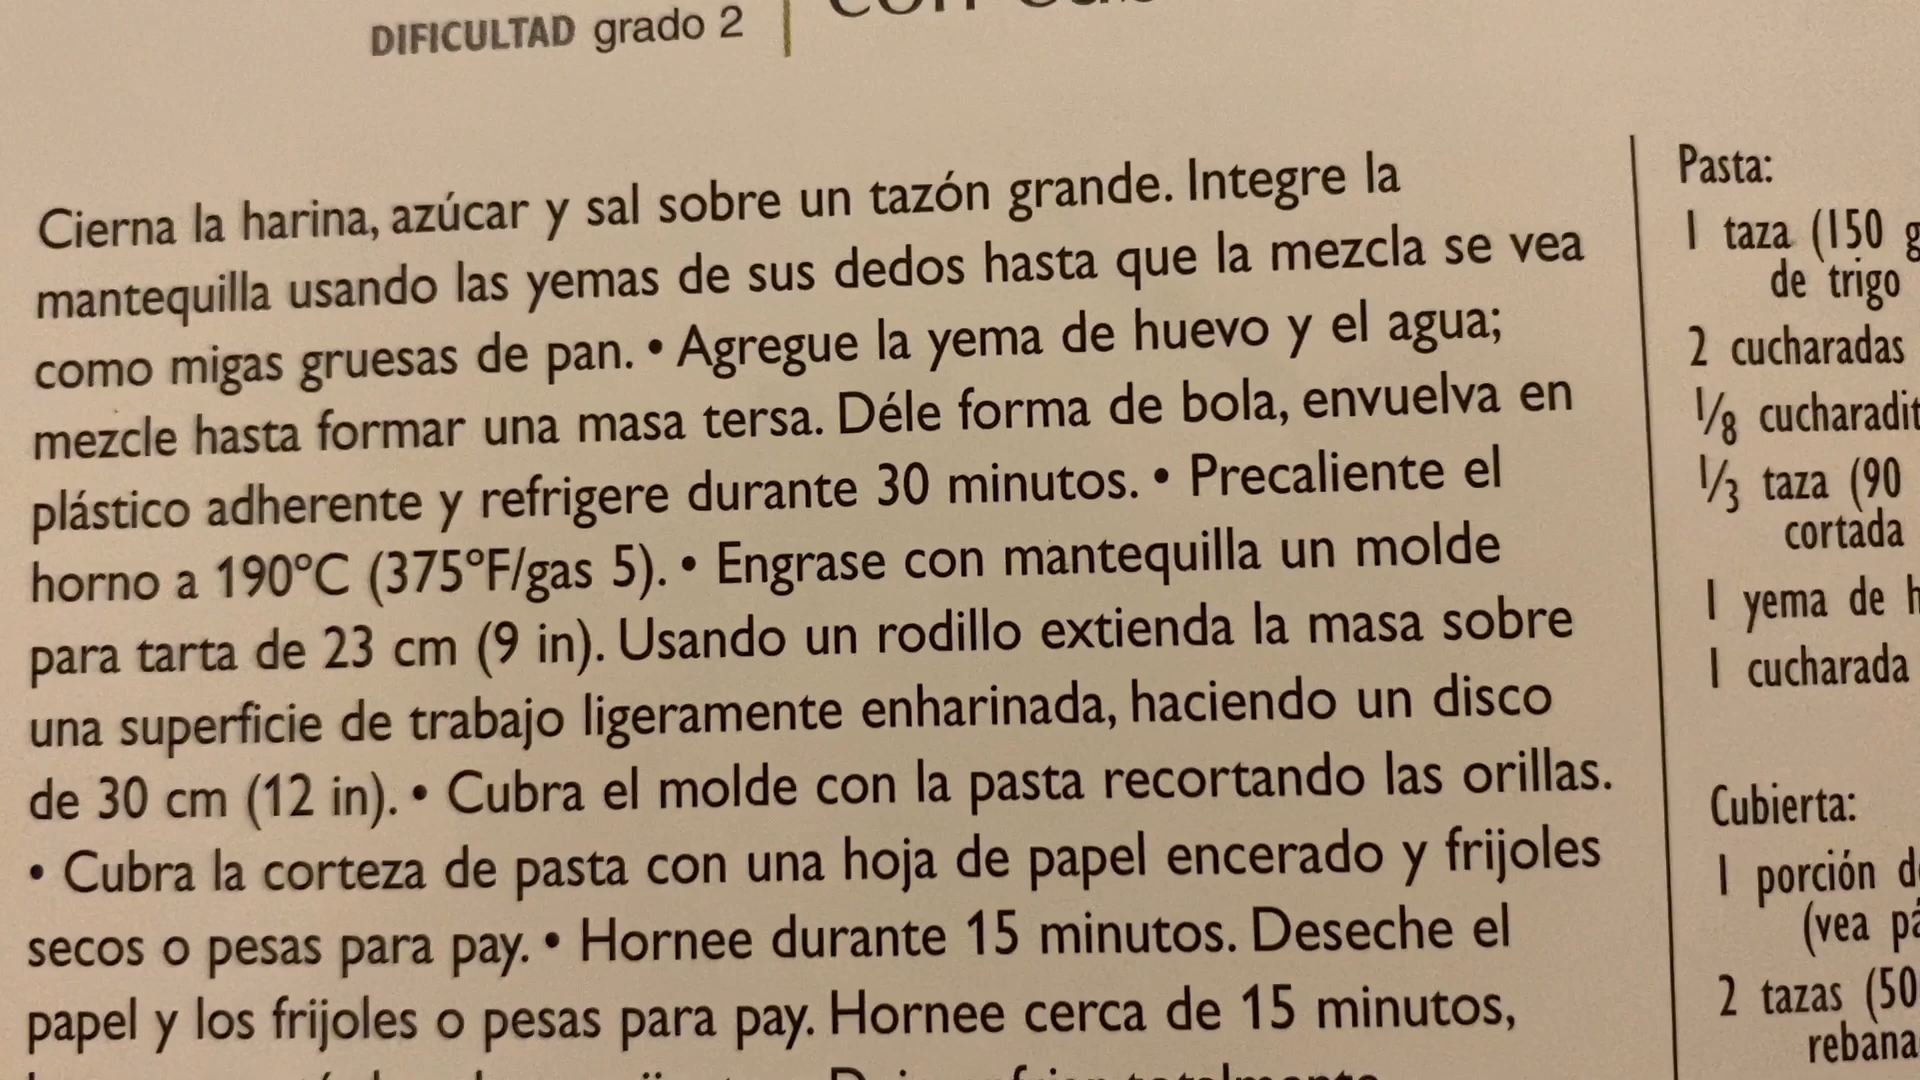 DIFICULTAD grado 2
Cierna la harina, azúcar y sal sobre un tazón grande. Integre la
mantequilla usando las yemas de sus dedos hasta que la mezcla se vea
como migas gruesas de pan. • Agregue la yema de huevo y el agua;
mezcle hasta formar una masa tersa. Déle forma de bola, envuelva en
plástico adherente y refrigere durante 30 minutos. • Precaliente el
horno a 190°C (375°F/gas 5). • Engrase con mantequilla un molde
para tarta de 23 cm (9 in). Usando un rodillo extienda la masa sobre
una superficie de trabajo ligeramente enharinada, haciendo un disco
de 30 cm (12 in). • Cubra el molde con la pasta recortando las orillas.
• Cubra la corteza de pasta con una hoja de papel encerado y frijoles
secos o pesas para pay. • Hornee durante 15 minutos. Deseche el
papel y los frijoles o pesas para pay. Hornee cerca de 15 minutos,
Pasta:
1 taza (150 g
de trigo
2 cucharadas
1/8 cucharadit
1/3 taza (90
cortada
1 yema de h
1 cucharada
Cubierta:
1 porción d
(vea pá
2 tazas (50
rebana